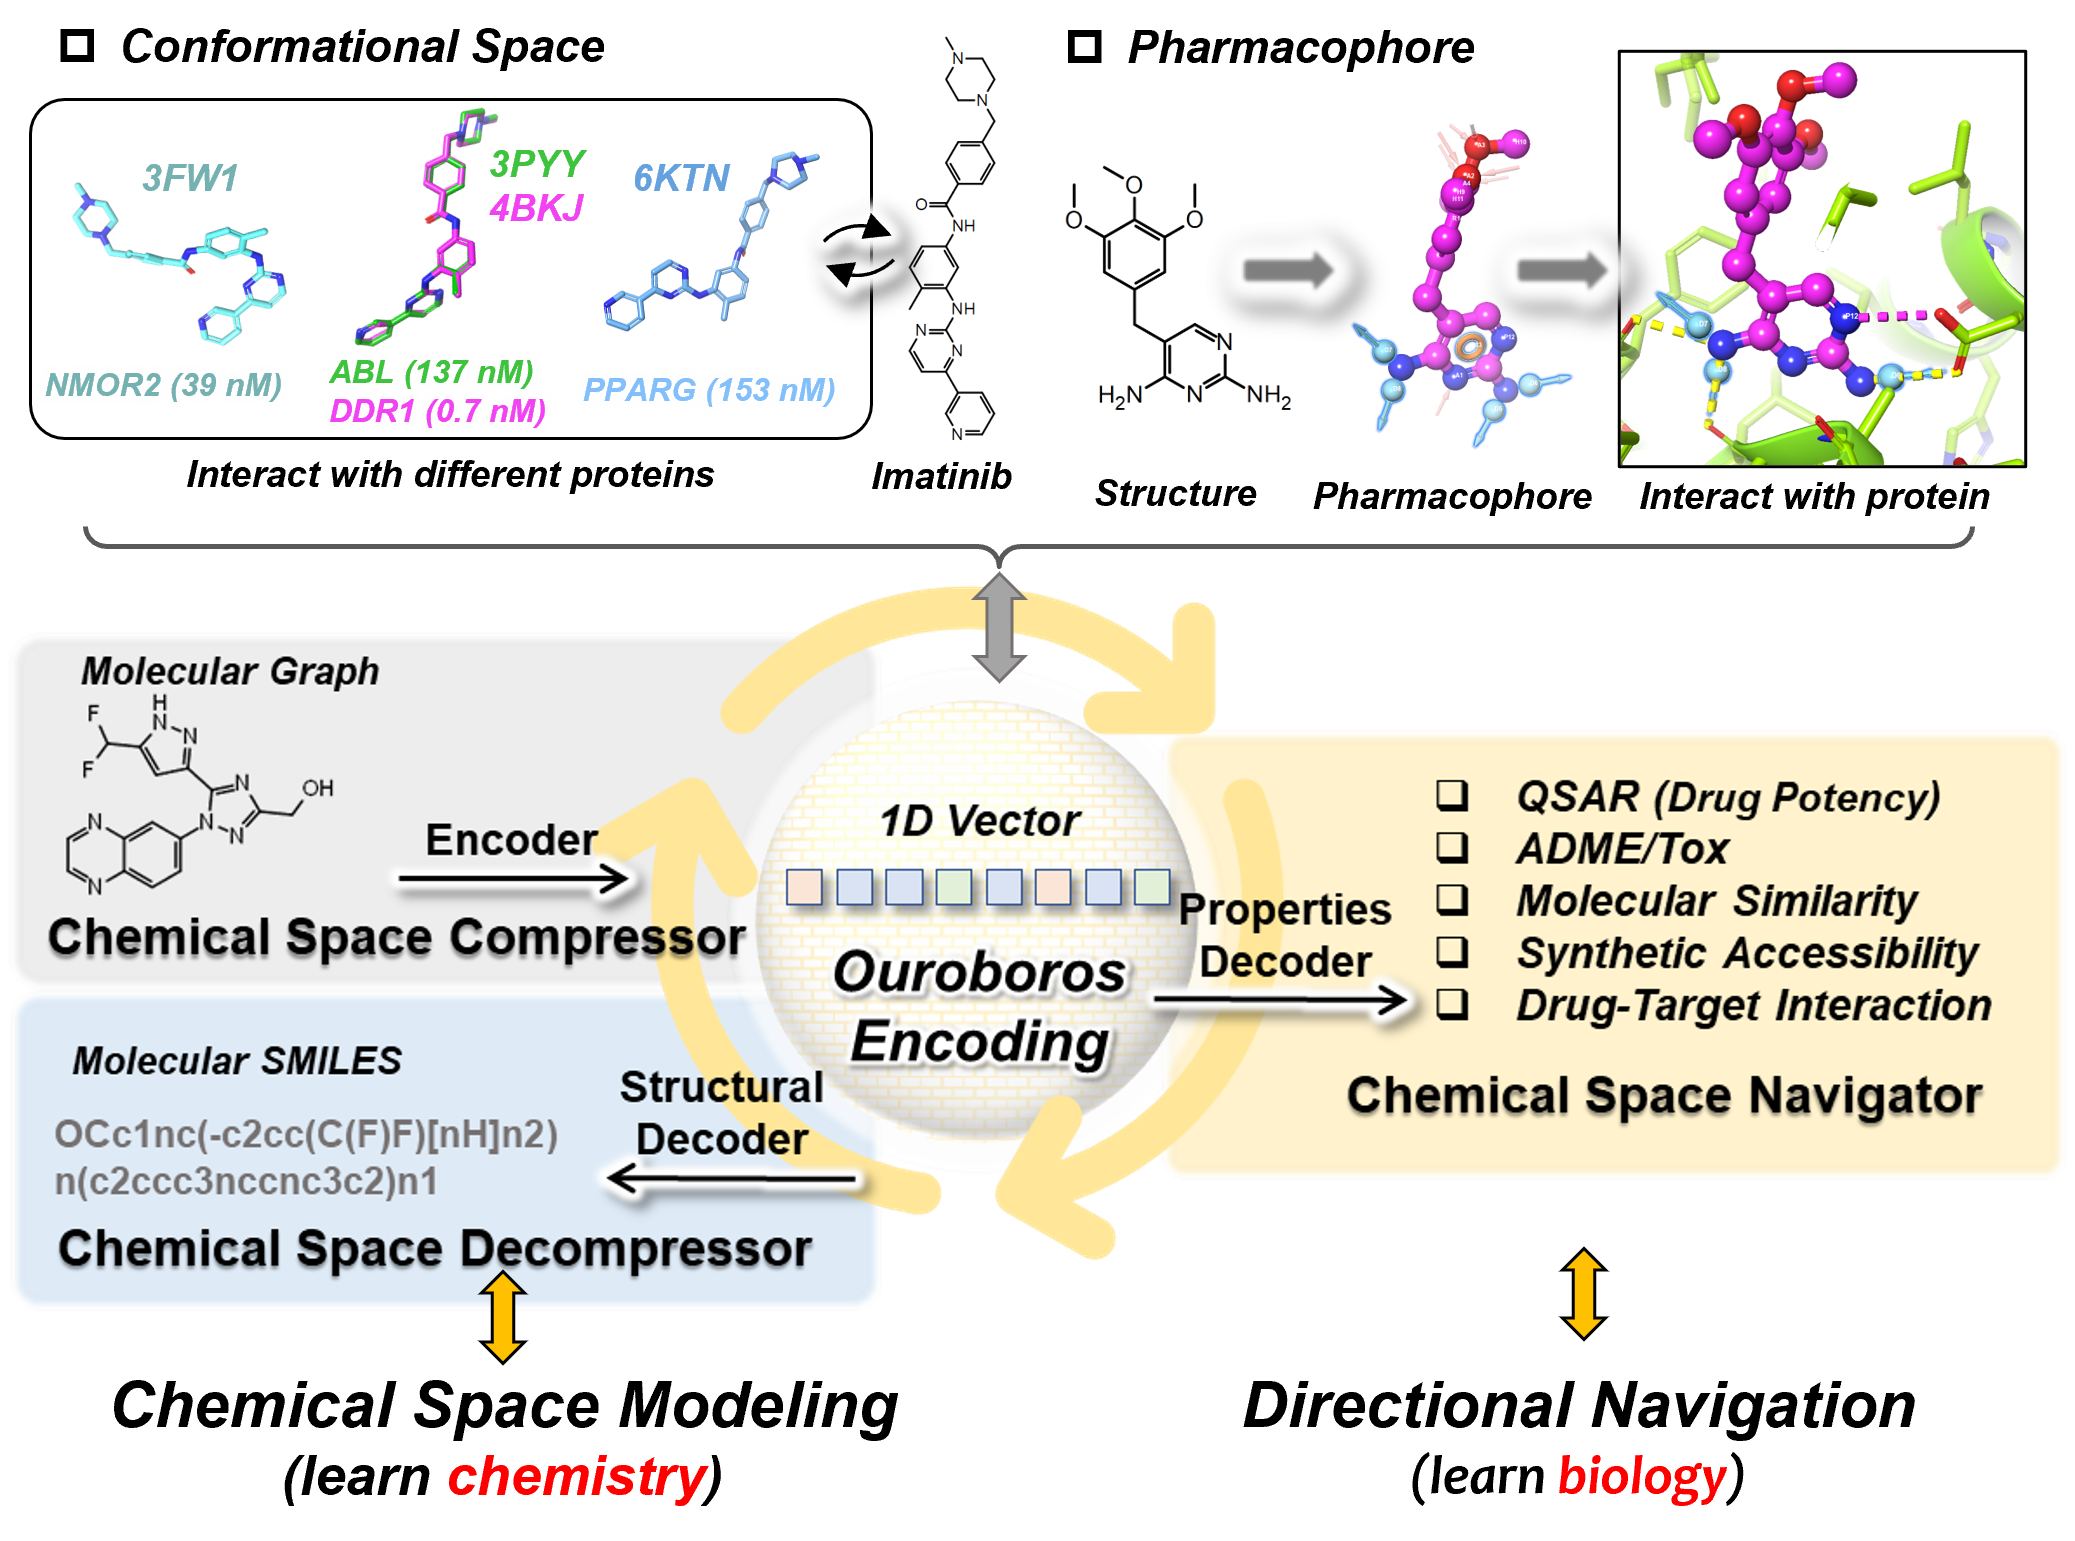 Conformational Space
3FW1
3PYY
4BKJ
6KTN
NMOR2 (39 nM)
ABL (137 nM)
DDR1 (0.7 nM)
PPARG (153 nM)
Interact with different proteins
N
N
O
NH
NH
N
N
N
Imatinib
Pharmacophore
O
O
O
N
H₂N
N
NH₂
Structure
Pharmacophore
P12
Interact with protein
Molecular Graph
F
F
H
N
N
N
N
N
OH
N
N
Encoder
Chemical Space Compressor
Molecular SMILES
OCc1nc(-c2cc(C(F)F)[nH]n2)
n(c2ccc3nccnc3c2)n1
Structural
Decoder
Chemical Space Decompressor
1D Vector
Ouroboros
Encoding
Properties
Decoder
QSAR (Drug Potency)
ADME/Tox
Molecular Similarity
Synthetic Accessibility
Drug-Target Interaction
Chemical Space Navigator
Chemical Space Modeling
(learn chemistry)
Directional Navigation
(learn biology)